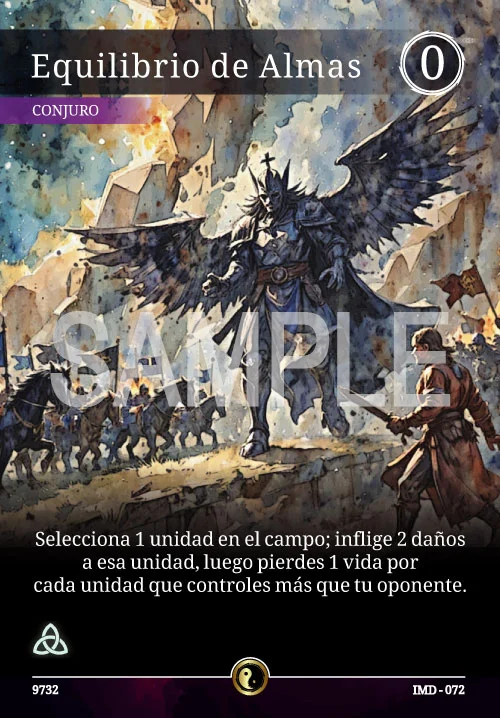 Equilibrio de Almas
0
CONJURO
SAMPLE
Selecciona 1 unidad en el campo; inflige 2 daños
a esa unidad, luego pierdes 1 vida por
cada unidad que controles más que tu oponente.
9732
IMD - 072